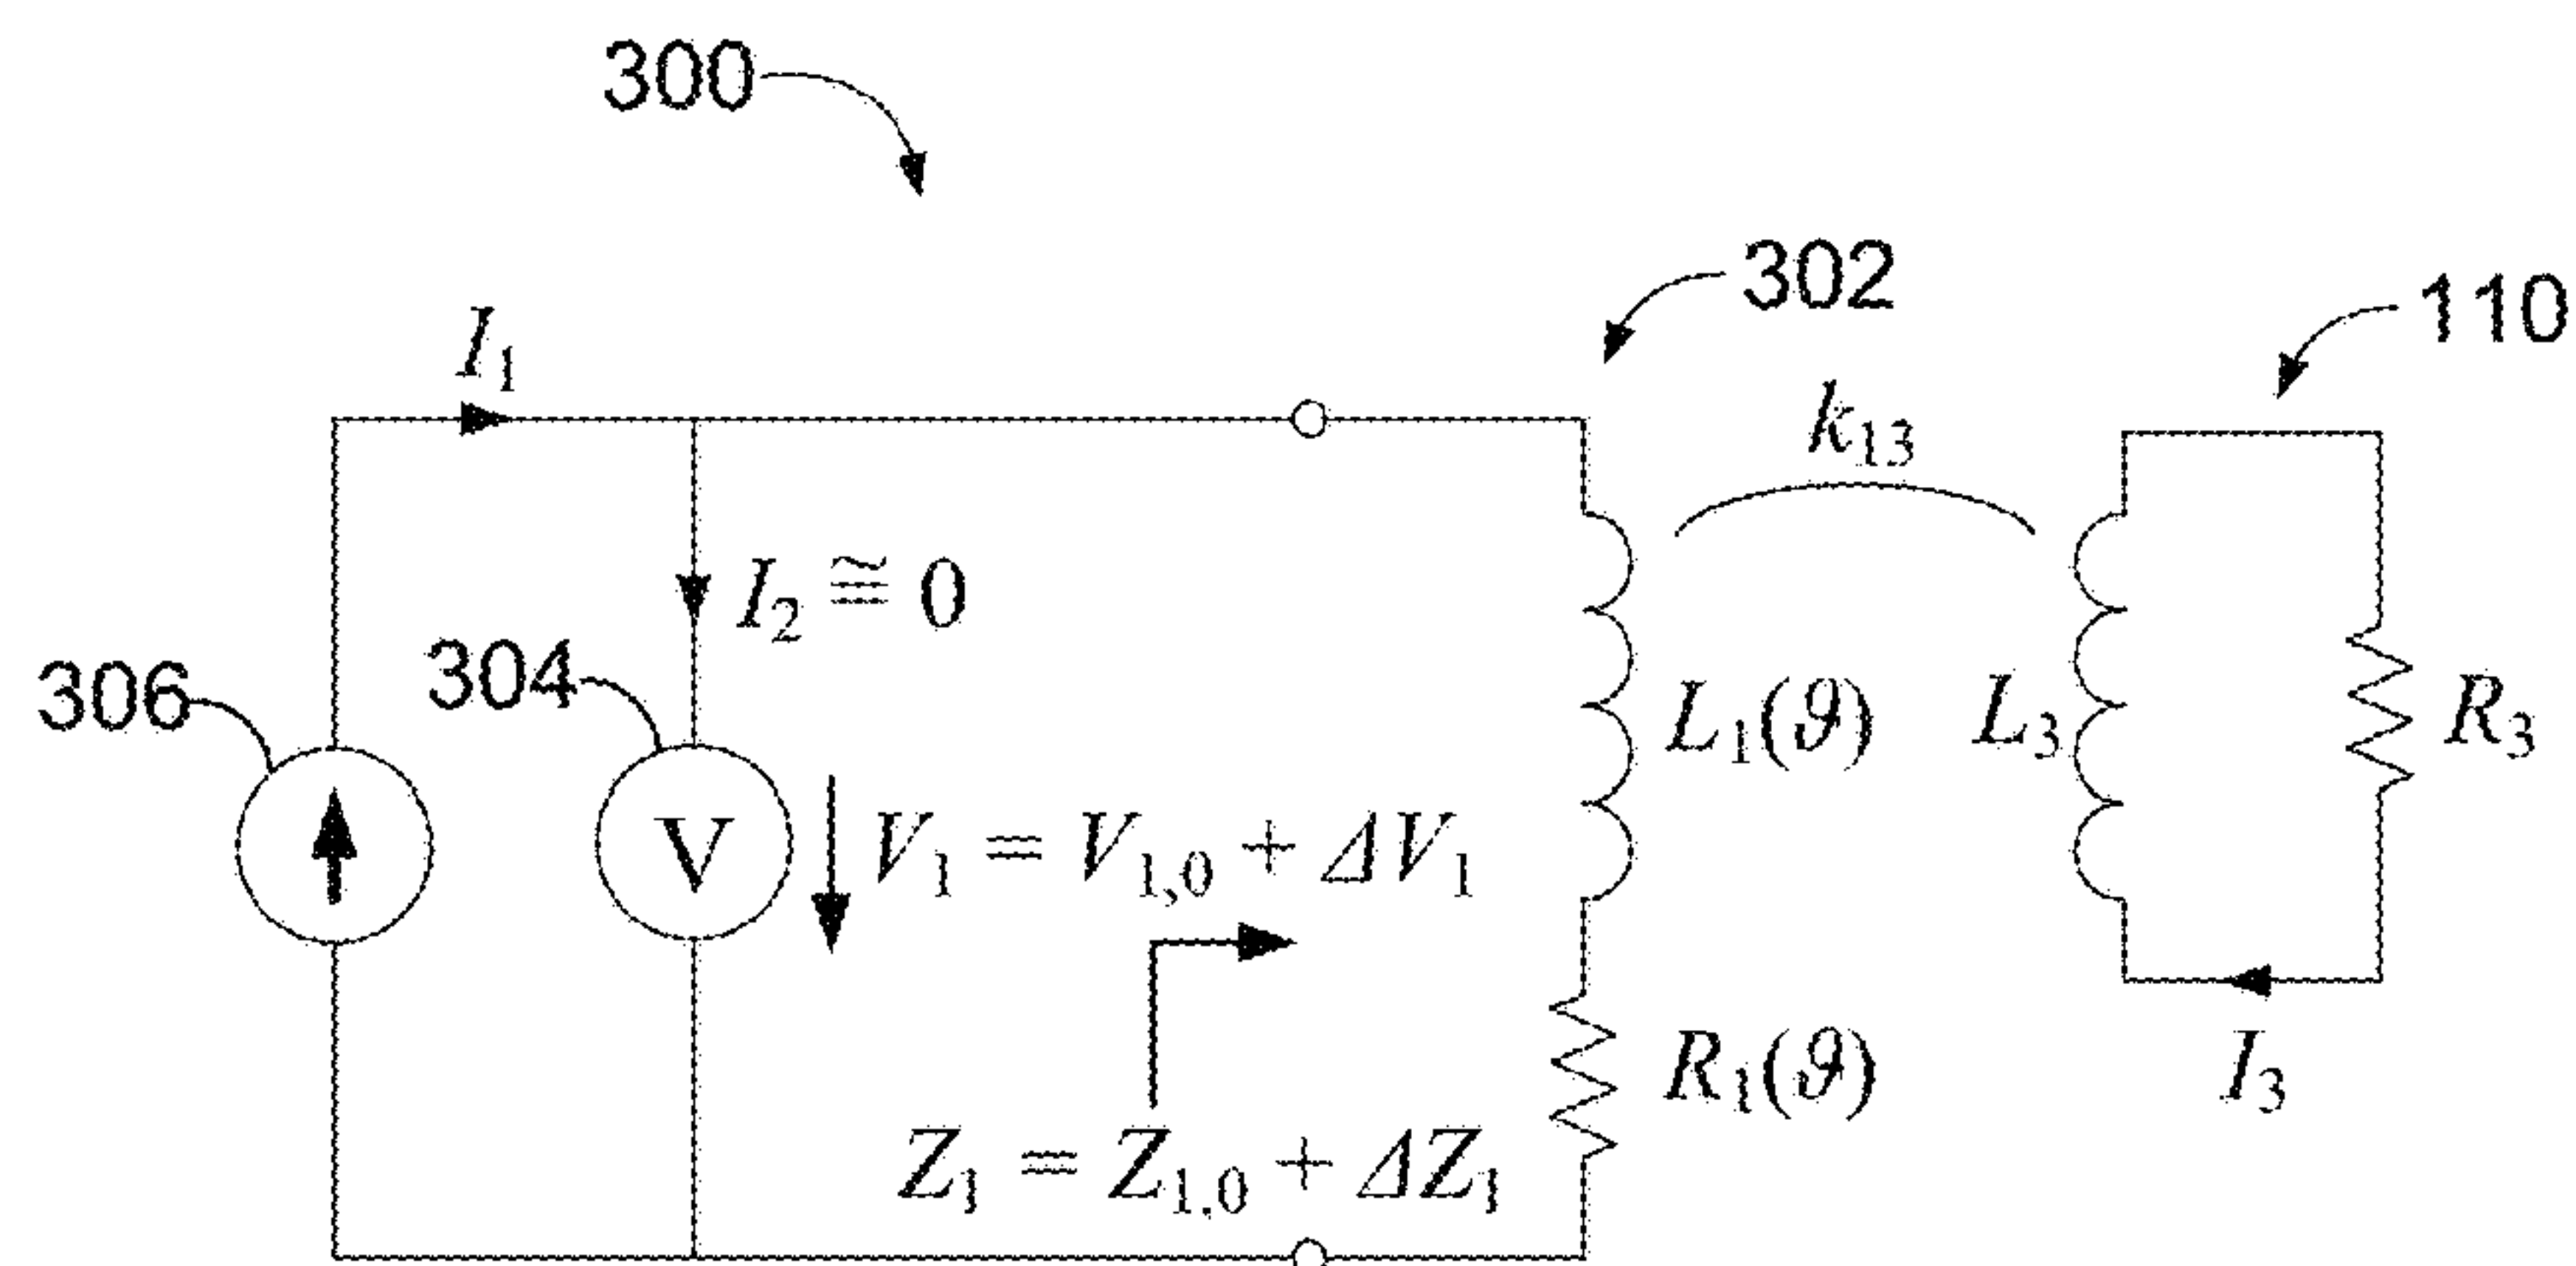 300
302
110
I₁
k₁₃
I₂ ≅ 0
306
304
L₁(ϑ)
L₃
R₃
V
V₁ = V₁,₀ + ΔV₁
R₁(ϑ)
I₃
Z₁ = Z₁,₀ + ΔZ₁